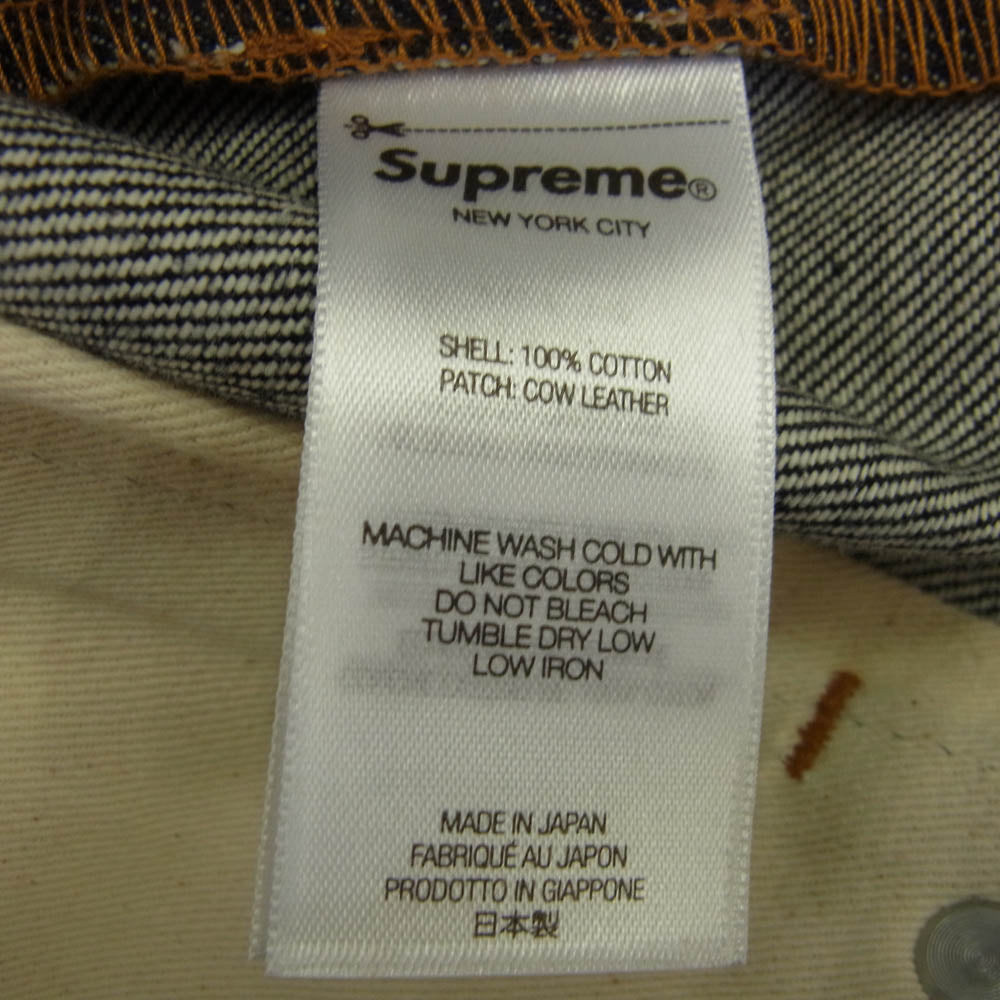 Supreme®
NEW YORK CITY
SHELL: 100% COTTON
PATCH: COW LEATHER
MACHINE WASH COLD WITH
LIKE COLORS
DO NOT BLEACH
TUMBLE DRY LOW
LOW IRON
MADE IN JAPAN
FABRIQUÉ AU JAPON
PRODOTTO IN GIAPPONE
日本製